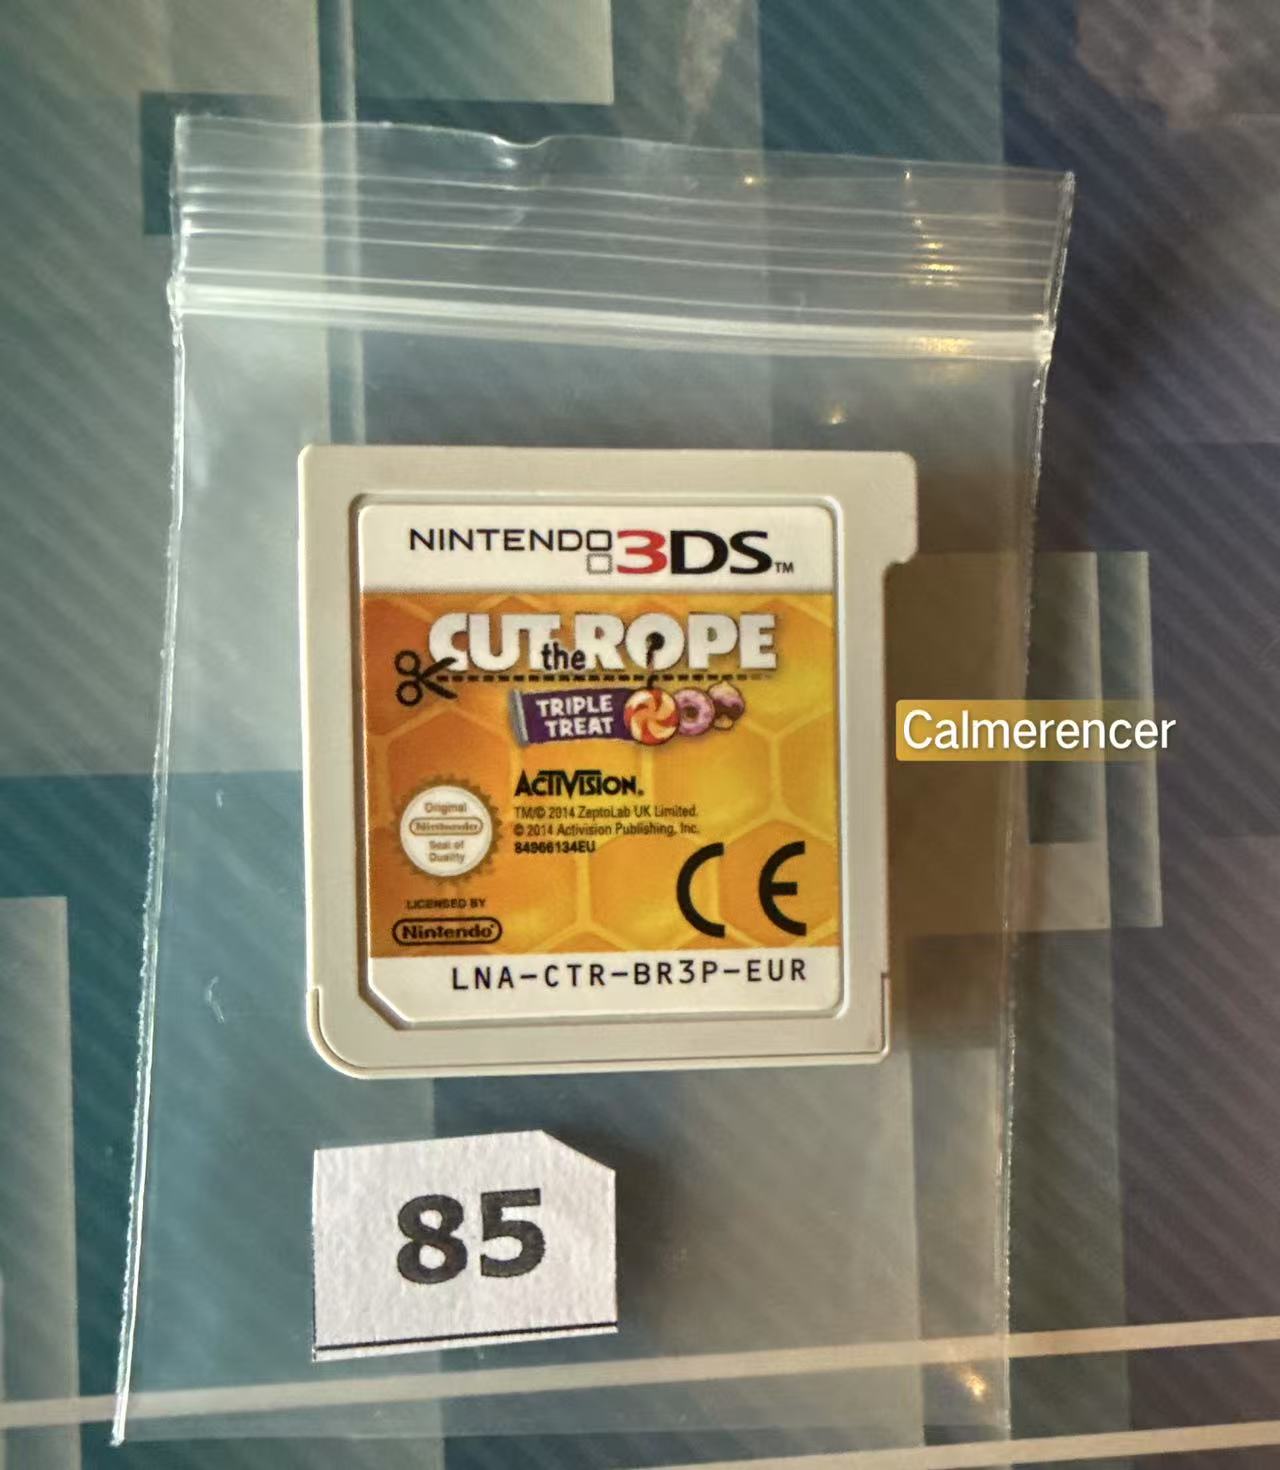 NINTENDO 3DS™
CUT the ROPE
TRIPLE
TREAT
Calmerencer
ACTIVISION®
TM/© 2014 ZeptoLab UK Limited.
© 2014 Activision Publishing, Inc.
84966134EU
Original
Nintendo
Seal of
Quality
CE
LICENSED BY
Nintendo®
LNA-CTR-BR3P-EUR
85